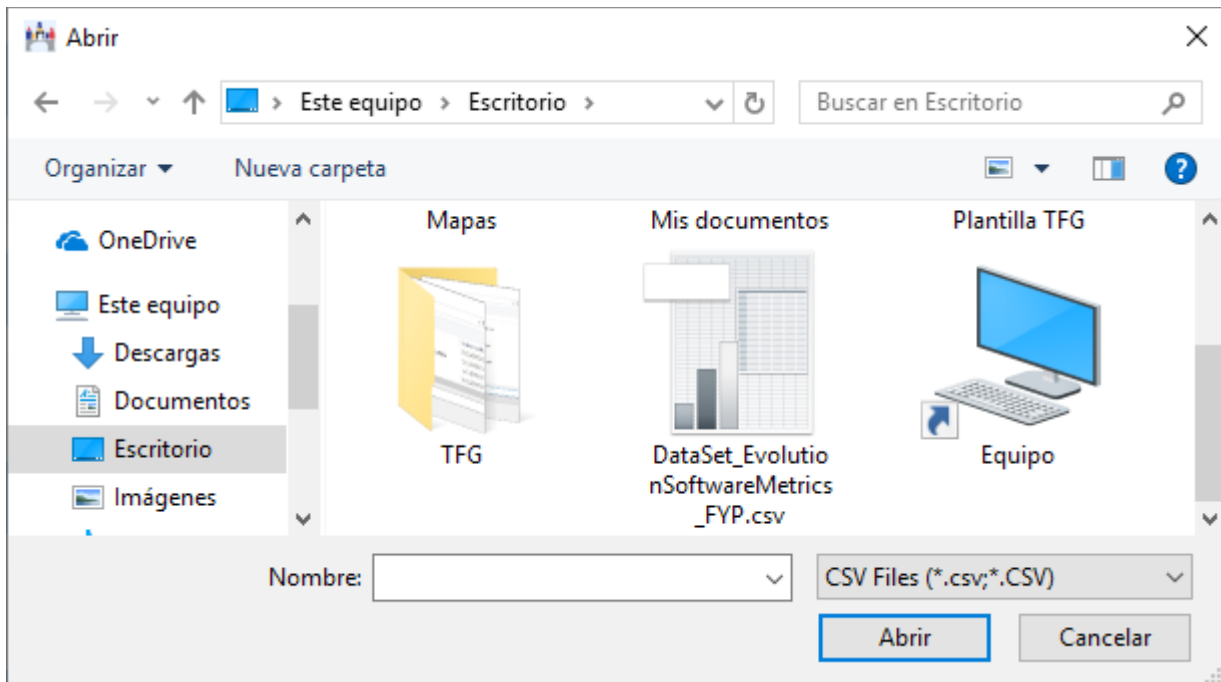 Abrir
Este equipo > Escritorio >
Buscar en Escritorio
Organizar
Nueva carpeta
?
OneDrive
Este equipo
Descargas
Documentos
Escritorio
Imágenes
Mapas
Mis documentos
Plantilla TFG
TFG
DataSet_Evolutio
nSoftwareMetrics
_FYP.csv
Equipo
Nombre:
CSV Files (*.csv;*.CSV)
Abrir
Cancelar